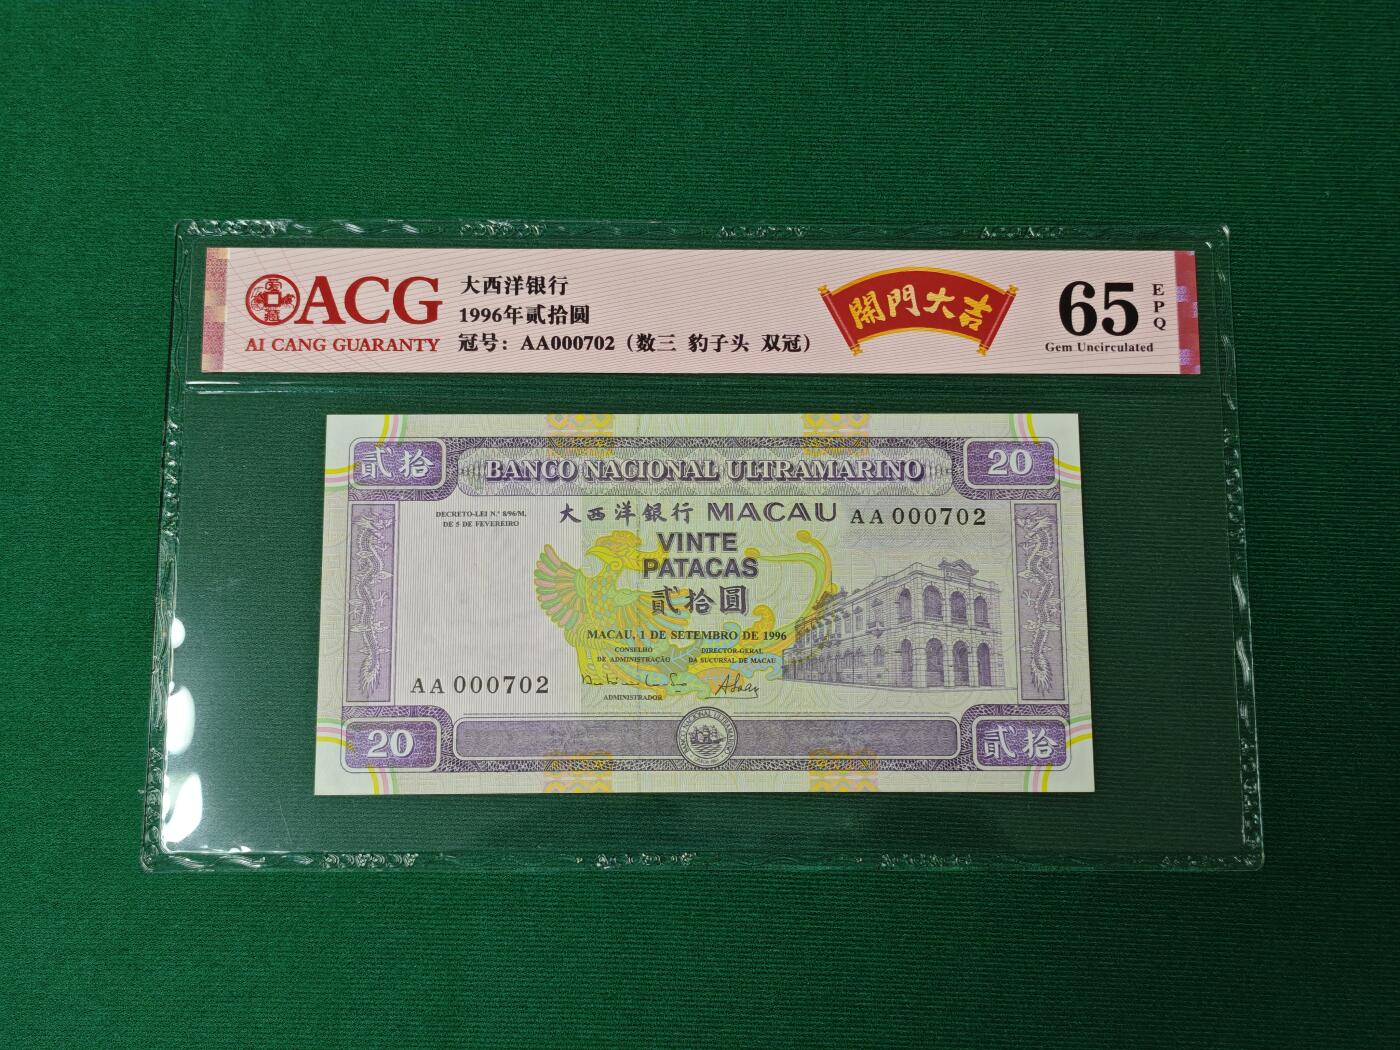 ACG
AI CANG GUARANTY
大西洋银行
1996年贰拾圆
冠号：AA000702（数三 豹子头 双冠）
開門大吉
65
EPQ
Gem Uncirculated
貳拾
BANCO NACIONAL ULTRAMARINO
20
DECRETO-LEI N.º 8/96/M,
DE 5 DE FEVEREIRO
大西洋銀行 MACAU
AA000702
VINTE
PATACAS
貳拾圓
MACAU, 1 DE SETEMBRO DE 1996
CONSELHO
DE ADMINISTRAÇÃO
DIRECTOR-GERAL
DA SUCURSAL DE MACAU
AA000702
ADMINISTRADOR
20
貳拾